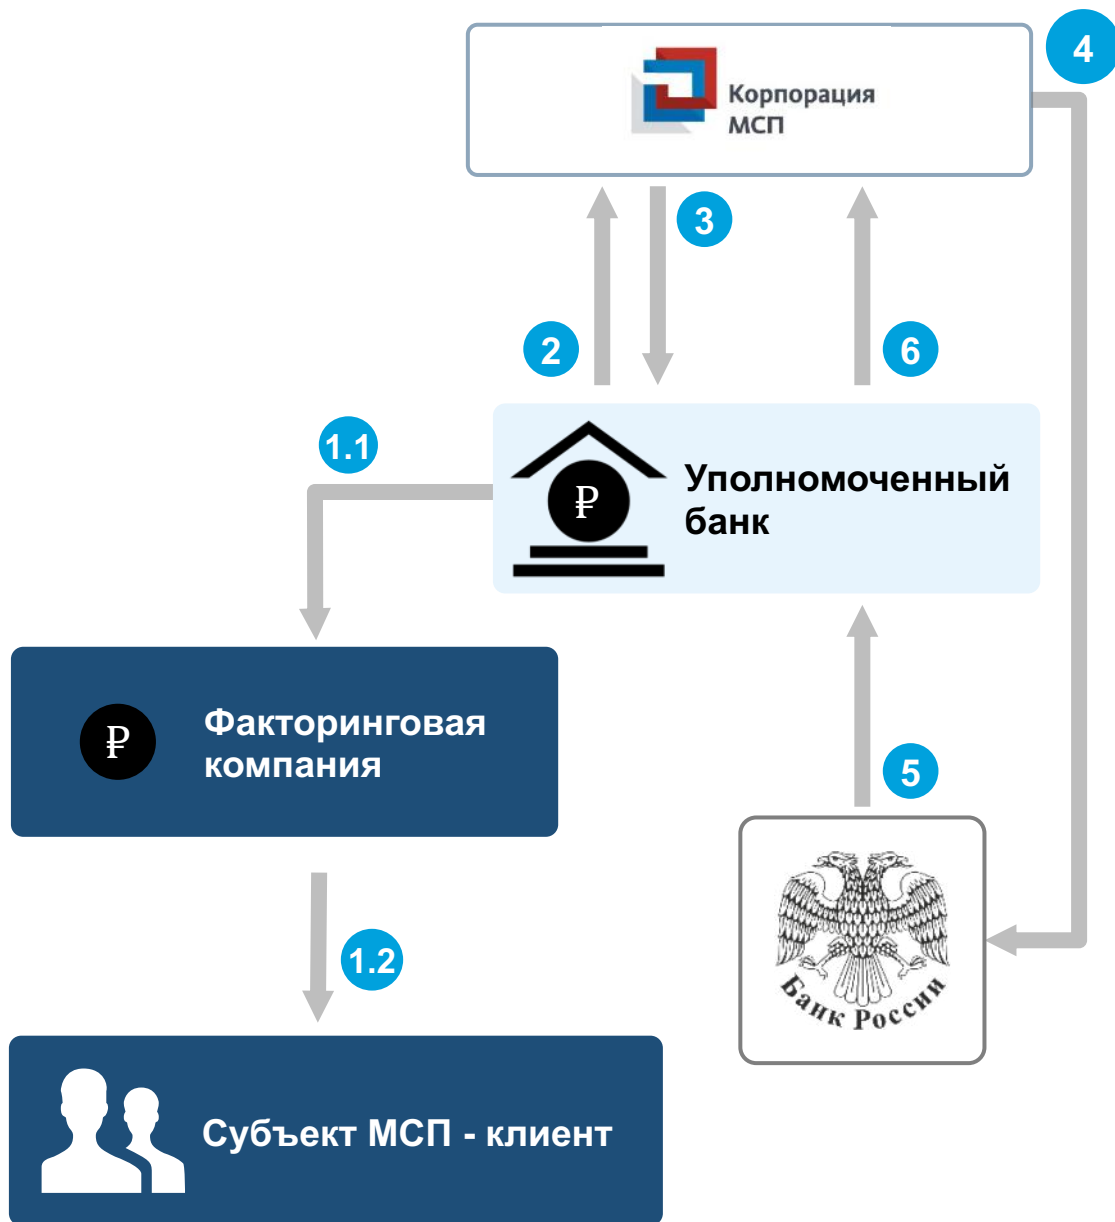 4
Корпорация
МСП
3
2
6
1.1
₽
Уполномоченный
банк
₽
Факторинговая
компания
5
1.2
Банк России
Субъект МСП - клиент